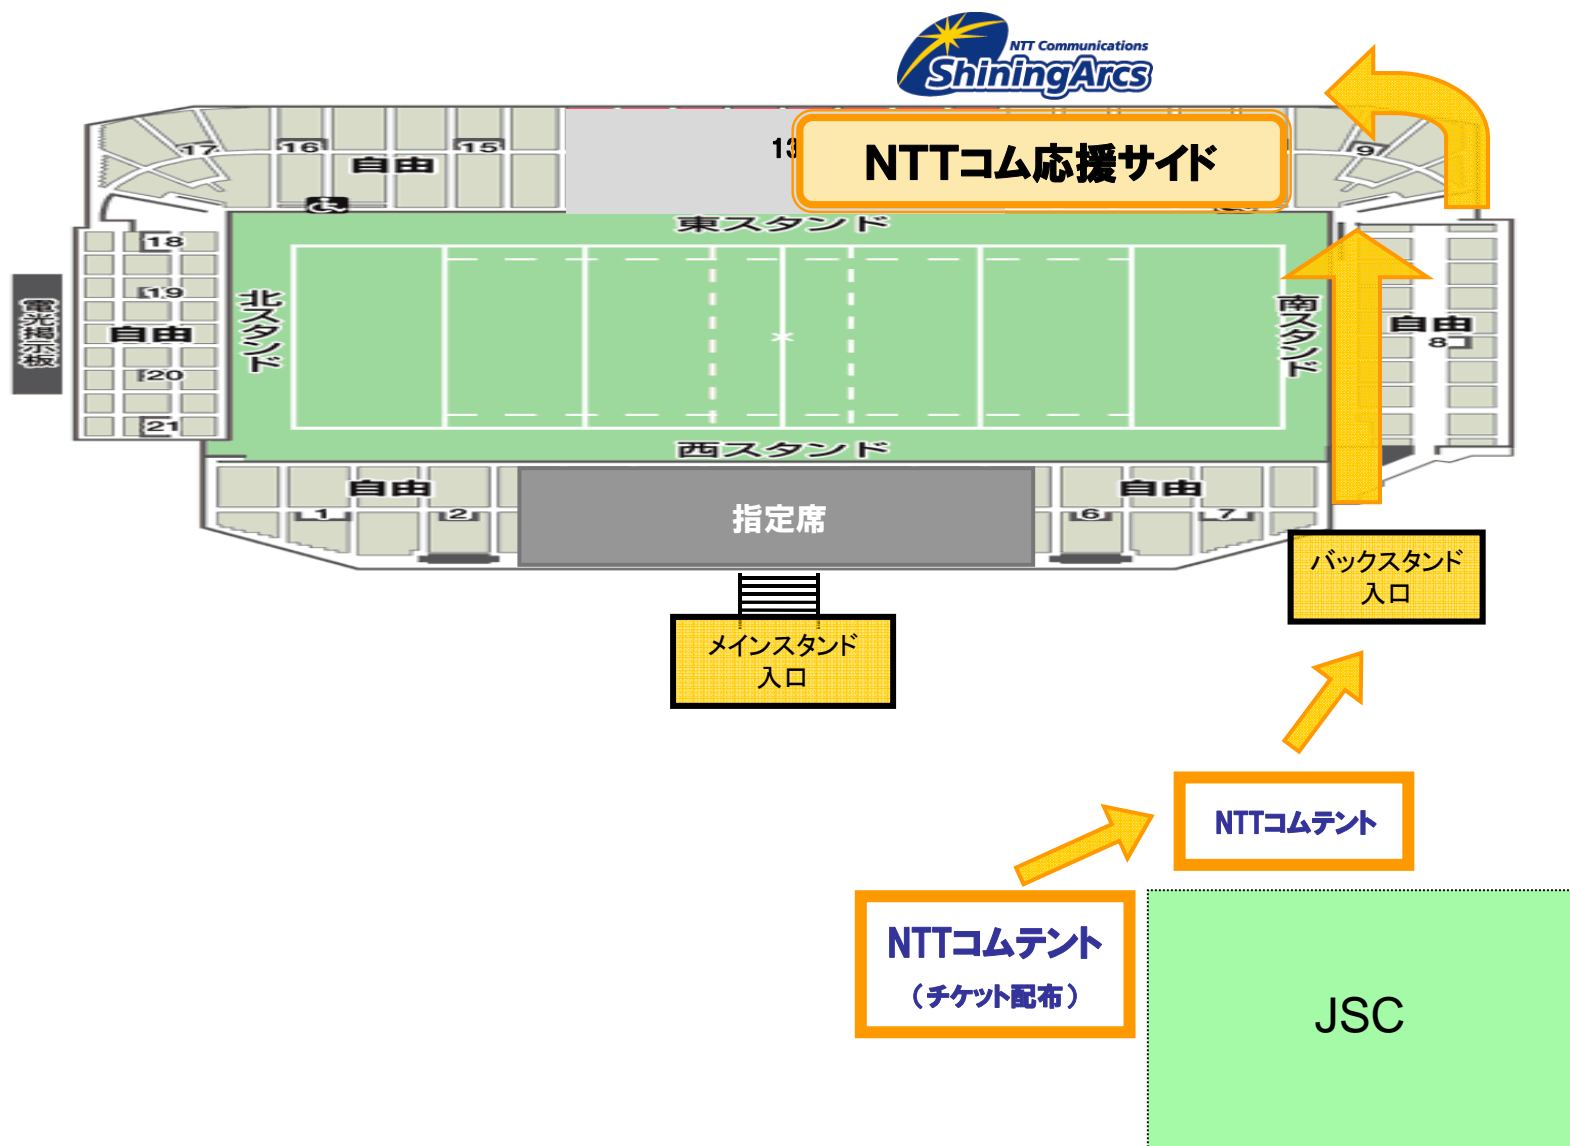 NTT Communications
ShiningArcs
NTTコム応援サイド
17
16
自由
15
13
9
東スタンド
18
19
自由
20
21
電光掲示板
北スタンド
南スタンド
自由
8
西スタンド
自由
1
2
指定席
自由
6
7
メインスタンド
入口
バックスタンド
入口
NTTコムテント
NTTコムテント
（チケット配布）
JSC